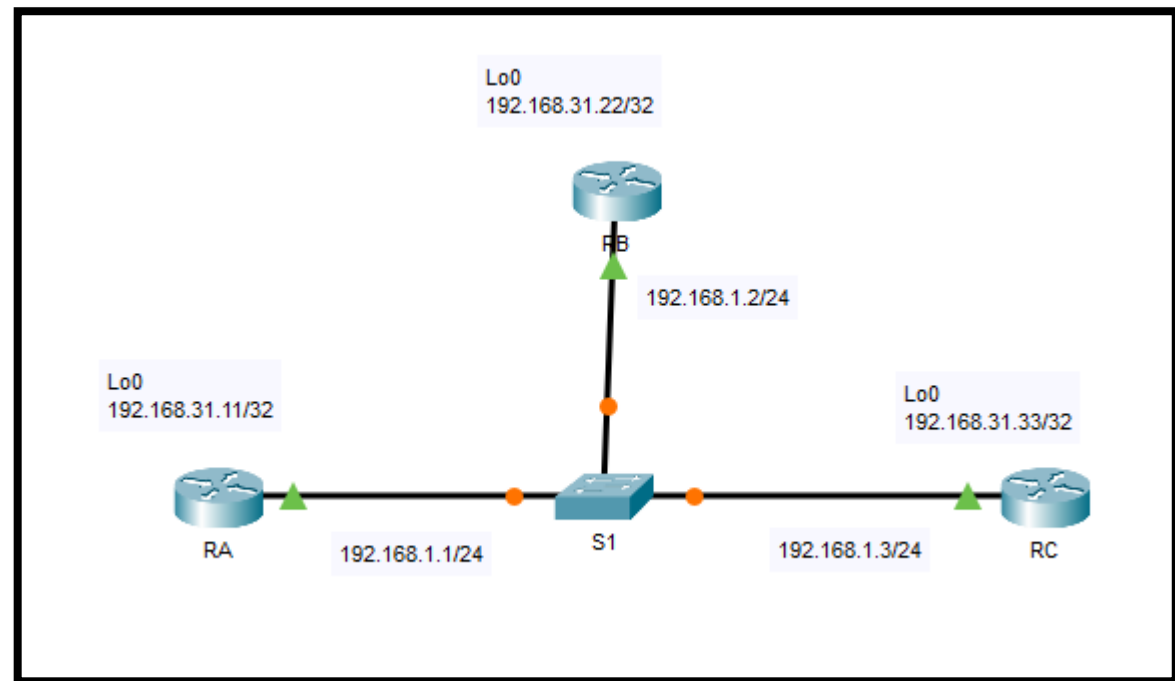 Lo0
192.168.31.22/32
RB
192.168.1.2/24
Lo0
192.168.31.11/32
Lo0
192.168.31.33/32
RA
192.168.1.1/24
S1
192.168.1.3/24
RC